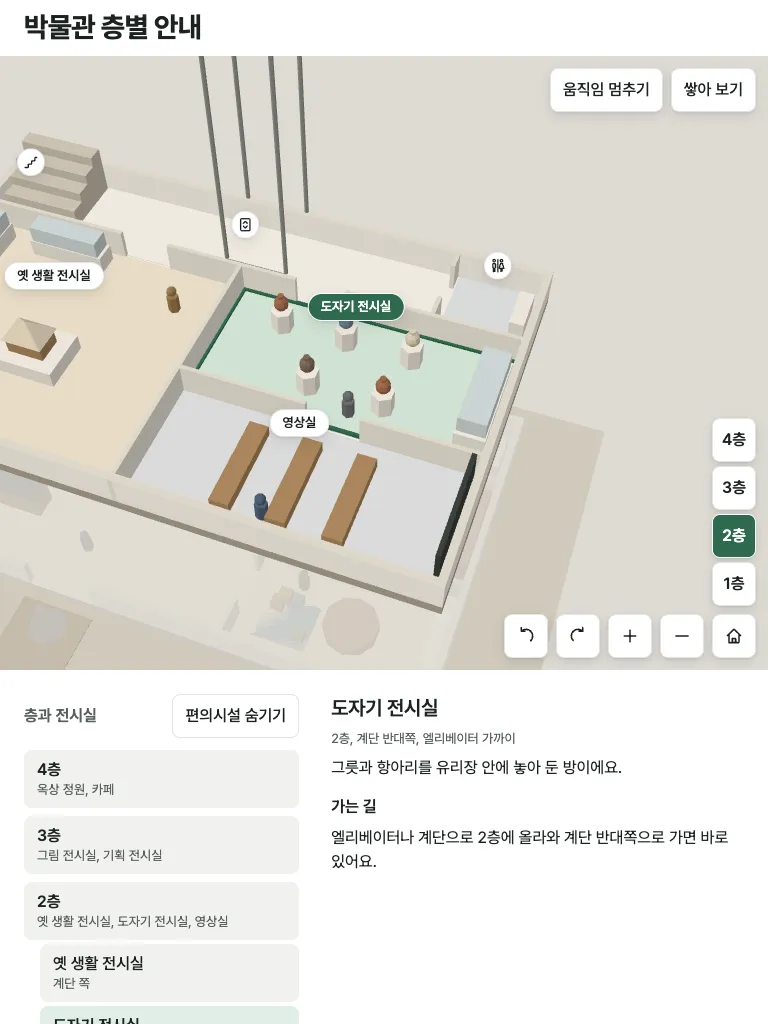 박물관 층별 안내
움직임 멈추기
쌓아 보기
옛 생활 전시실
도자기 전시실
영상실
4층
3층
2층
1층
층과 전시실
편의시설 숨기기
4층
옥상 정원, 카페
3층
그림 전시실, 기획 전시실
2층
옛 생활 전시실, 도자기 전시실, 영상실
옛 생활 전시실
계단 쪽
도자기 전시실
도자기 전시실
2층, 계단 반대쪽, 엘리베이터 가까이
그릇과 항아리를 유리장 안에 놓아 둔 방이에요.
가는 길
엘리베이터나 계단으로 2층에 올라와 계단 반대쪽으로 가면 바로
있어요.